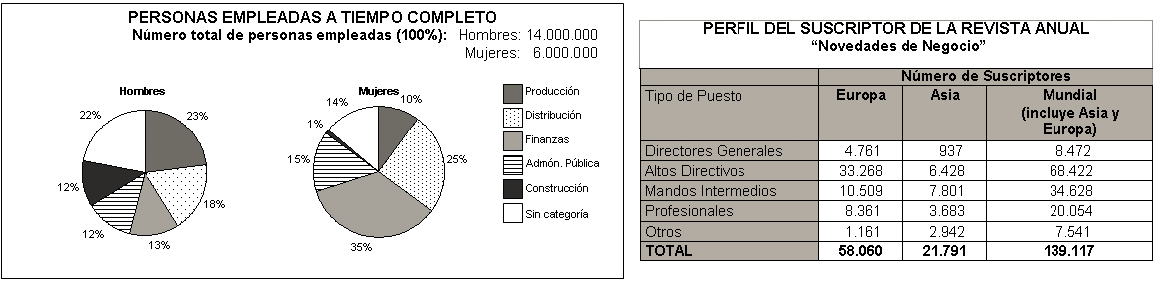 PERSONAS EMPLEADAS A TIEMPO COMPLETO
Número total de personas empleadas (100%): Hombres: 14.000.000
Mujeres: 6.000.000
Hombres
22%
23%
18%
13%
12%
12%
Mujeres
14%
10%
1%
25%
15%
35%
Producción
Distribución
Finanzas
Admón. Pública
Construcción
Sin categoría
PERFIL DEL SUSCRIPTOR DE LA REVISTA ANUAL
“Novedades de Negocio”
Número de Suscriptores
Tipo de Puesto Europa Asia Mundial
(incluye Asia y
Europa)
Directores Generales 4.761 937 8.472
Altos Directivos 33.268 6.428 68.422
Mandos Intermedios 10.509 7.801 34.628
Profesionales 8.361 3.683 20.054
Otros 1.161 2.942 7.541
TOTAL 58.060 21.791 139.117